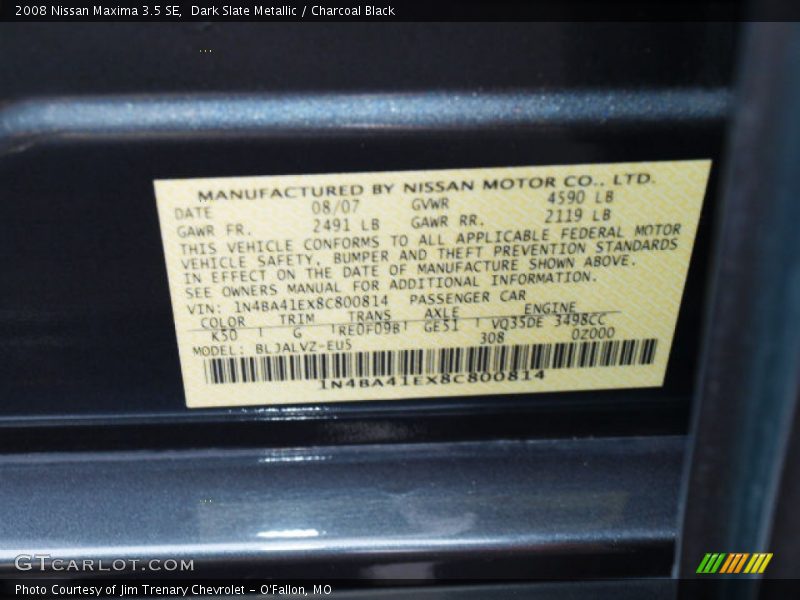 2008 Nissan Maxima 3.5 SE,  Dark Slate Metallic / Charcoal Black
MANUFACTURED BY NISSAN MOTOR CO., LTD.
DATE 08/07 GVWR 4590 LB
GAWR FR. 2491 LB GAWR RR. 2119 LB
THIS VEHICLE CONFORMS TO ALL APPLICABLE FEDERAL MOTOR
VEHICLE SAFETY, BUMPER AND THEFT PREVENTION STANDARDS
IN EFFECT ON THE DATE OF MANUFACTURE SHOWN ABOVE.
SEE OWNERS MANUAL FOR ADDITIONAL INFORMATION.
VIN: 1N4BA41EX8C800814 PASSENGER CAR
COLOR TRIM TRANS AXLE ENGINE
K50 G RE0F09B GE51 VQ35DE 3498CC
MODEL: BLJALVZ-EU5 308 0Z000
1N4BA41EX8C800814
GTCARLOT.COM
Photo Courtesy of Jim Trenary Chevrolet - O'Fallon, MO